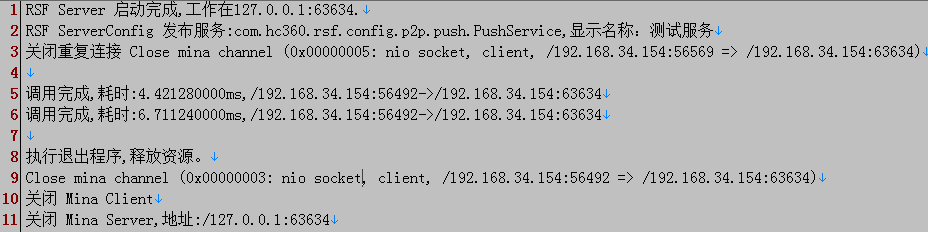 1 RSF Server 启动完成,工作在127.0.0.1:63634.↓
2 RSF ServerConfig 发布服务:com.hc360.rsf.config.p2p.push.PushService,显示名称：测试服务↓
3 关闭重复连接 Close mina channel (0x00000005: nio socket, client, /192.168.34.154:56569 => /192.168.34.154:63634)
4 ↓
5 调用完成,耗时:4.421280000ms,/192.168.34.154:56492->/192.168.34.154:63634
6 调用完成,耗时:6.711240000ms,/192.168.34.154:56492->/192.168.34.154:63634
7 ↓
8 执行退出程序,释放资源。↓
9 Close mina channel (0x00000003: nio socket, client, /192.168.34.154:56492 => /192.168.34.154:63634)↓
10 关闭 Mina Client↓
11 关闭 Mina Server,地址:/127.0.0.1:63634↓